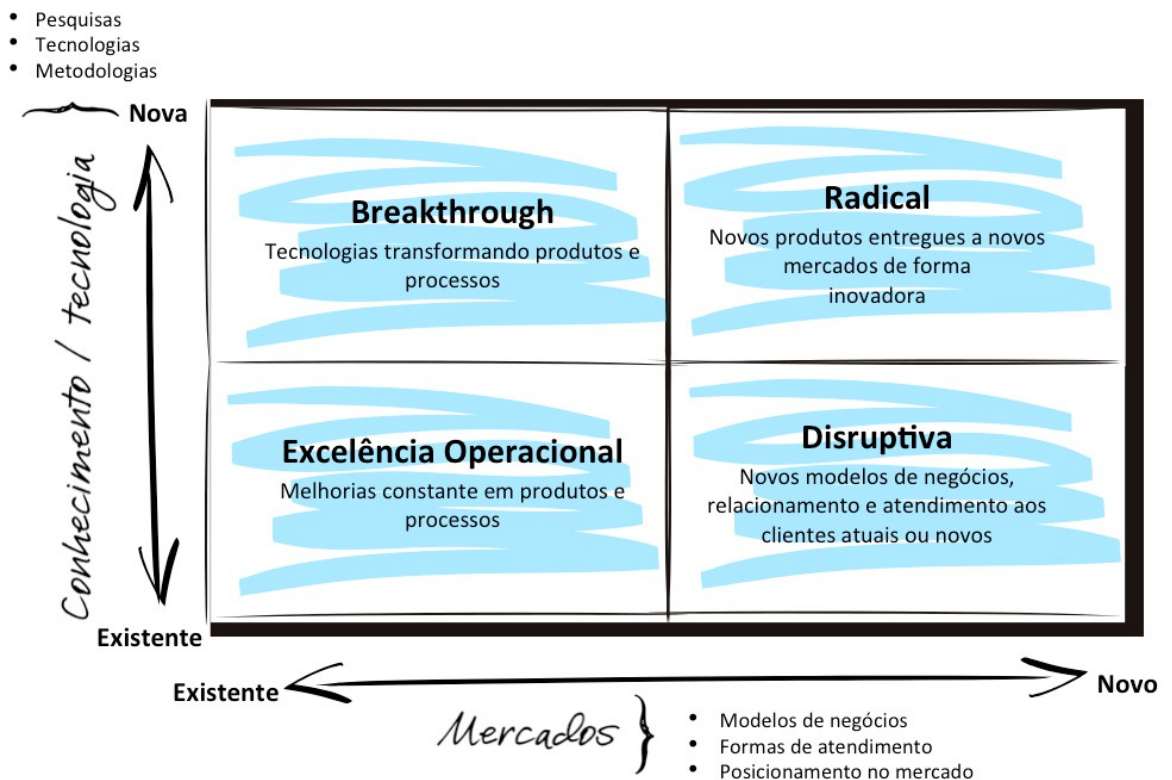 • Pesquisas
• Tecnologias
• Metodologias
Nova
Conhecimento / tecnologia
Breakthrough
Tecnologias transformando produtos e
processos
Radical
Novos produtos entregues a novos
mercados de forma
inovadora
Excelência Operacional
Melhorias constante em produtos e
processos
Disruptiva
Novos modelos de negócios,
relacionamento e atendimento aos
clientes atuais ou novos
Existente
Existente
Novo
Mercados
• Modelos de negócios
• Formas de atendimento
• Posicionamento no mercado